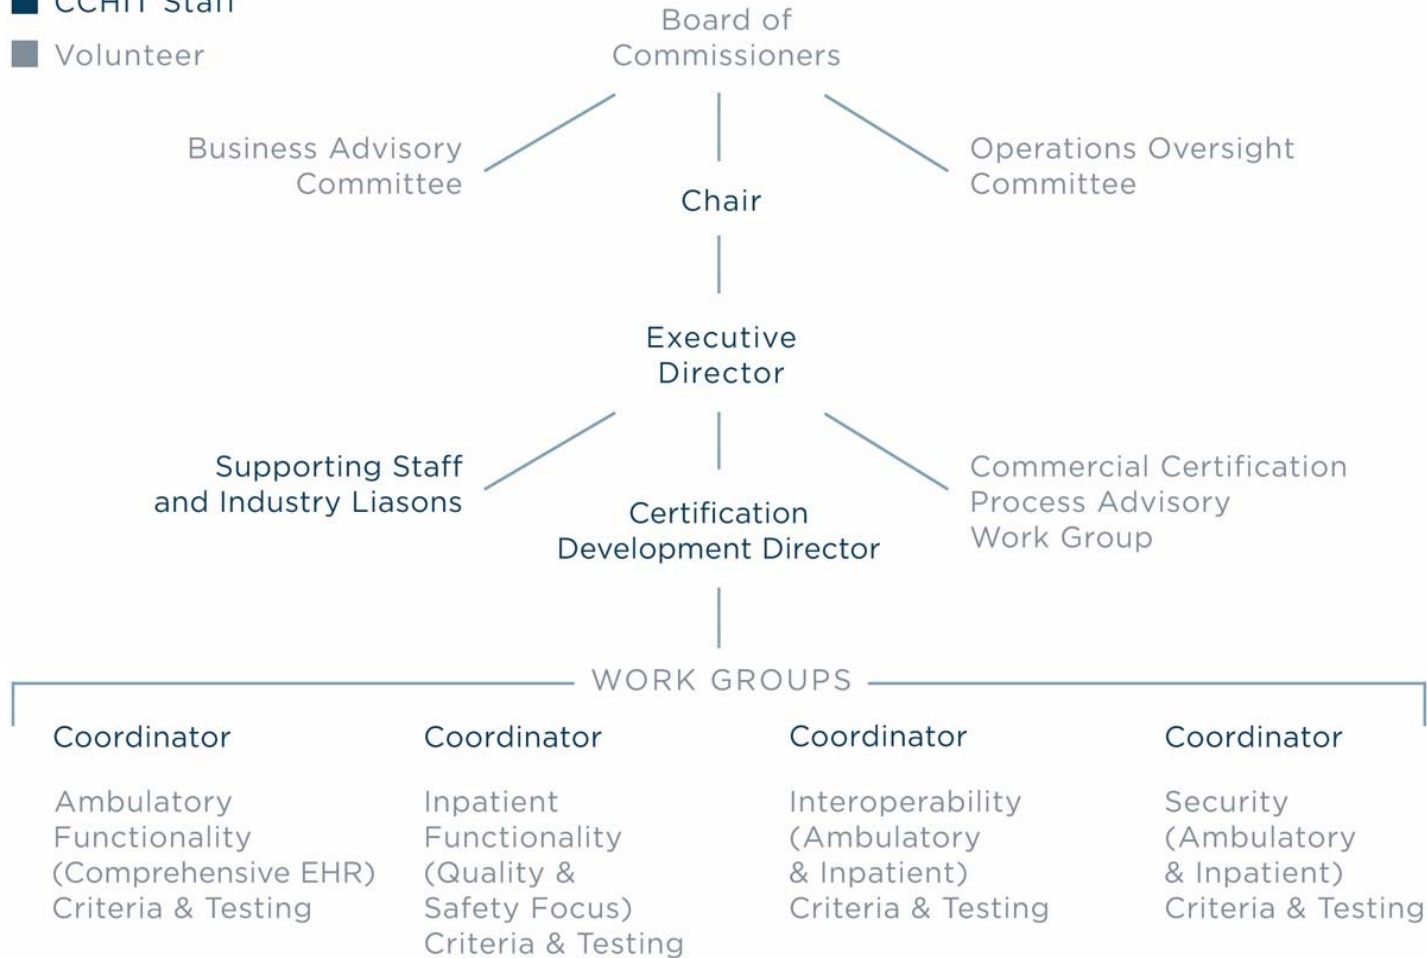 CCHIT Staff
Volunteer
Board of
Commissioners
Business Advisory
Committee
Operations Oversight
Committee
Chair
Executive
Director
Supporting Staff
and Industry Liasons
Certification
Development Director
Commercial Certification
Process Advisory
Work Group
WORK GROUPS
Coordinator
Ambulatory
Functionality
(Comprehensive EHR)
Criteria & Testing
Coordinator
Inpatient
Functionality
(Quality &
Safety Focus)
Criteria & Testing
Coordinator
Interoperability
(Ambulatory
& Inpatient)
Criteria & Testing
Coordinator
Security
(Ambulatory
& Inpatient)
Criteria & Testing